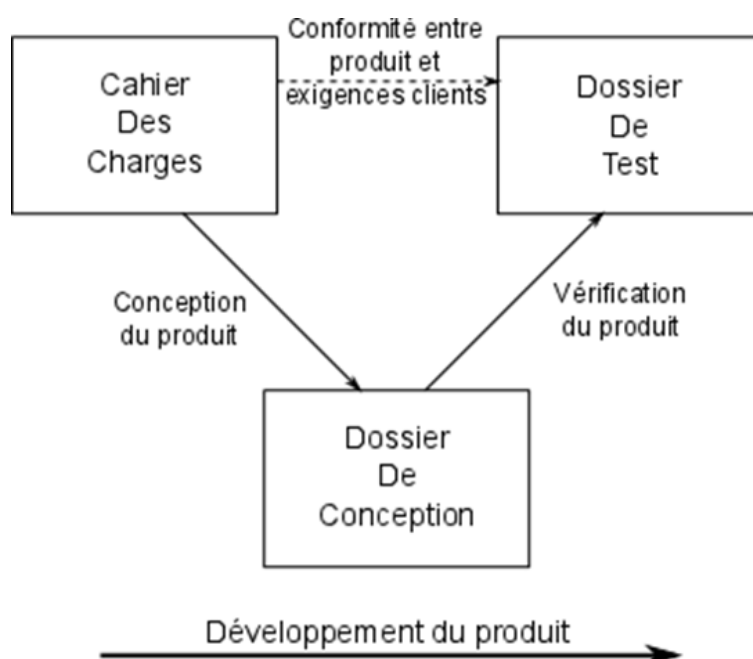 Cahier
Des
Charges
Conformité entre
produit et
exigences clients
Dossier
De
Test
Conception
du produit
Vérification
du produit
Dossier
De
Conception
Développement du produit